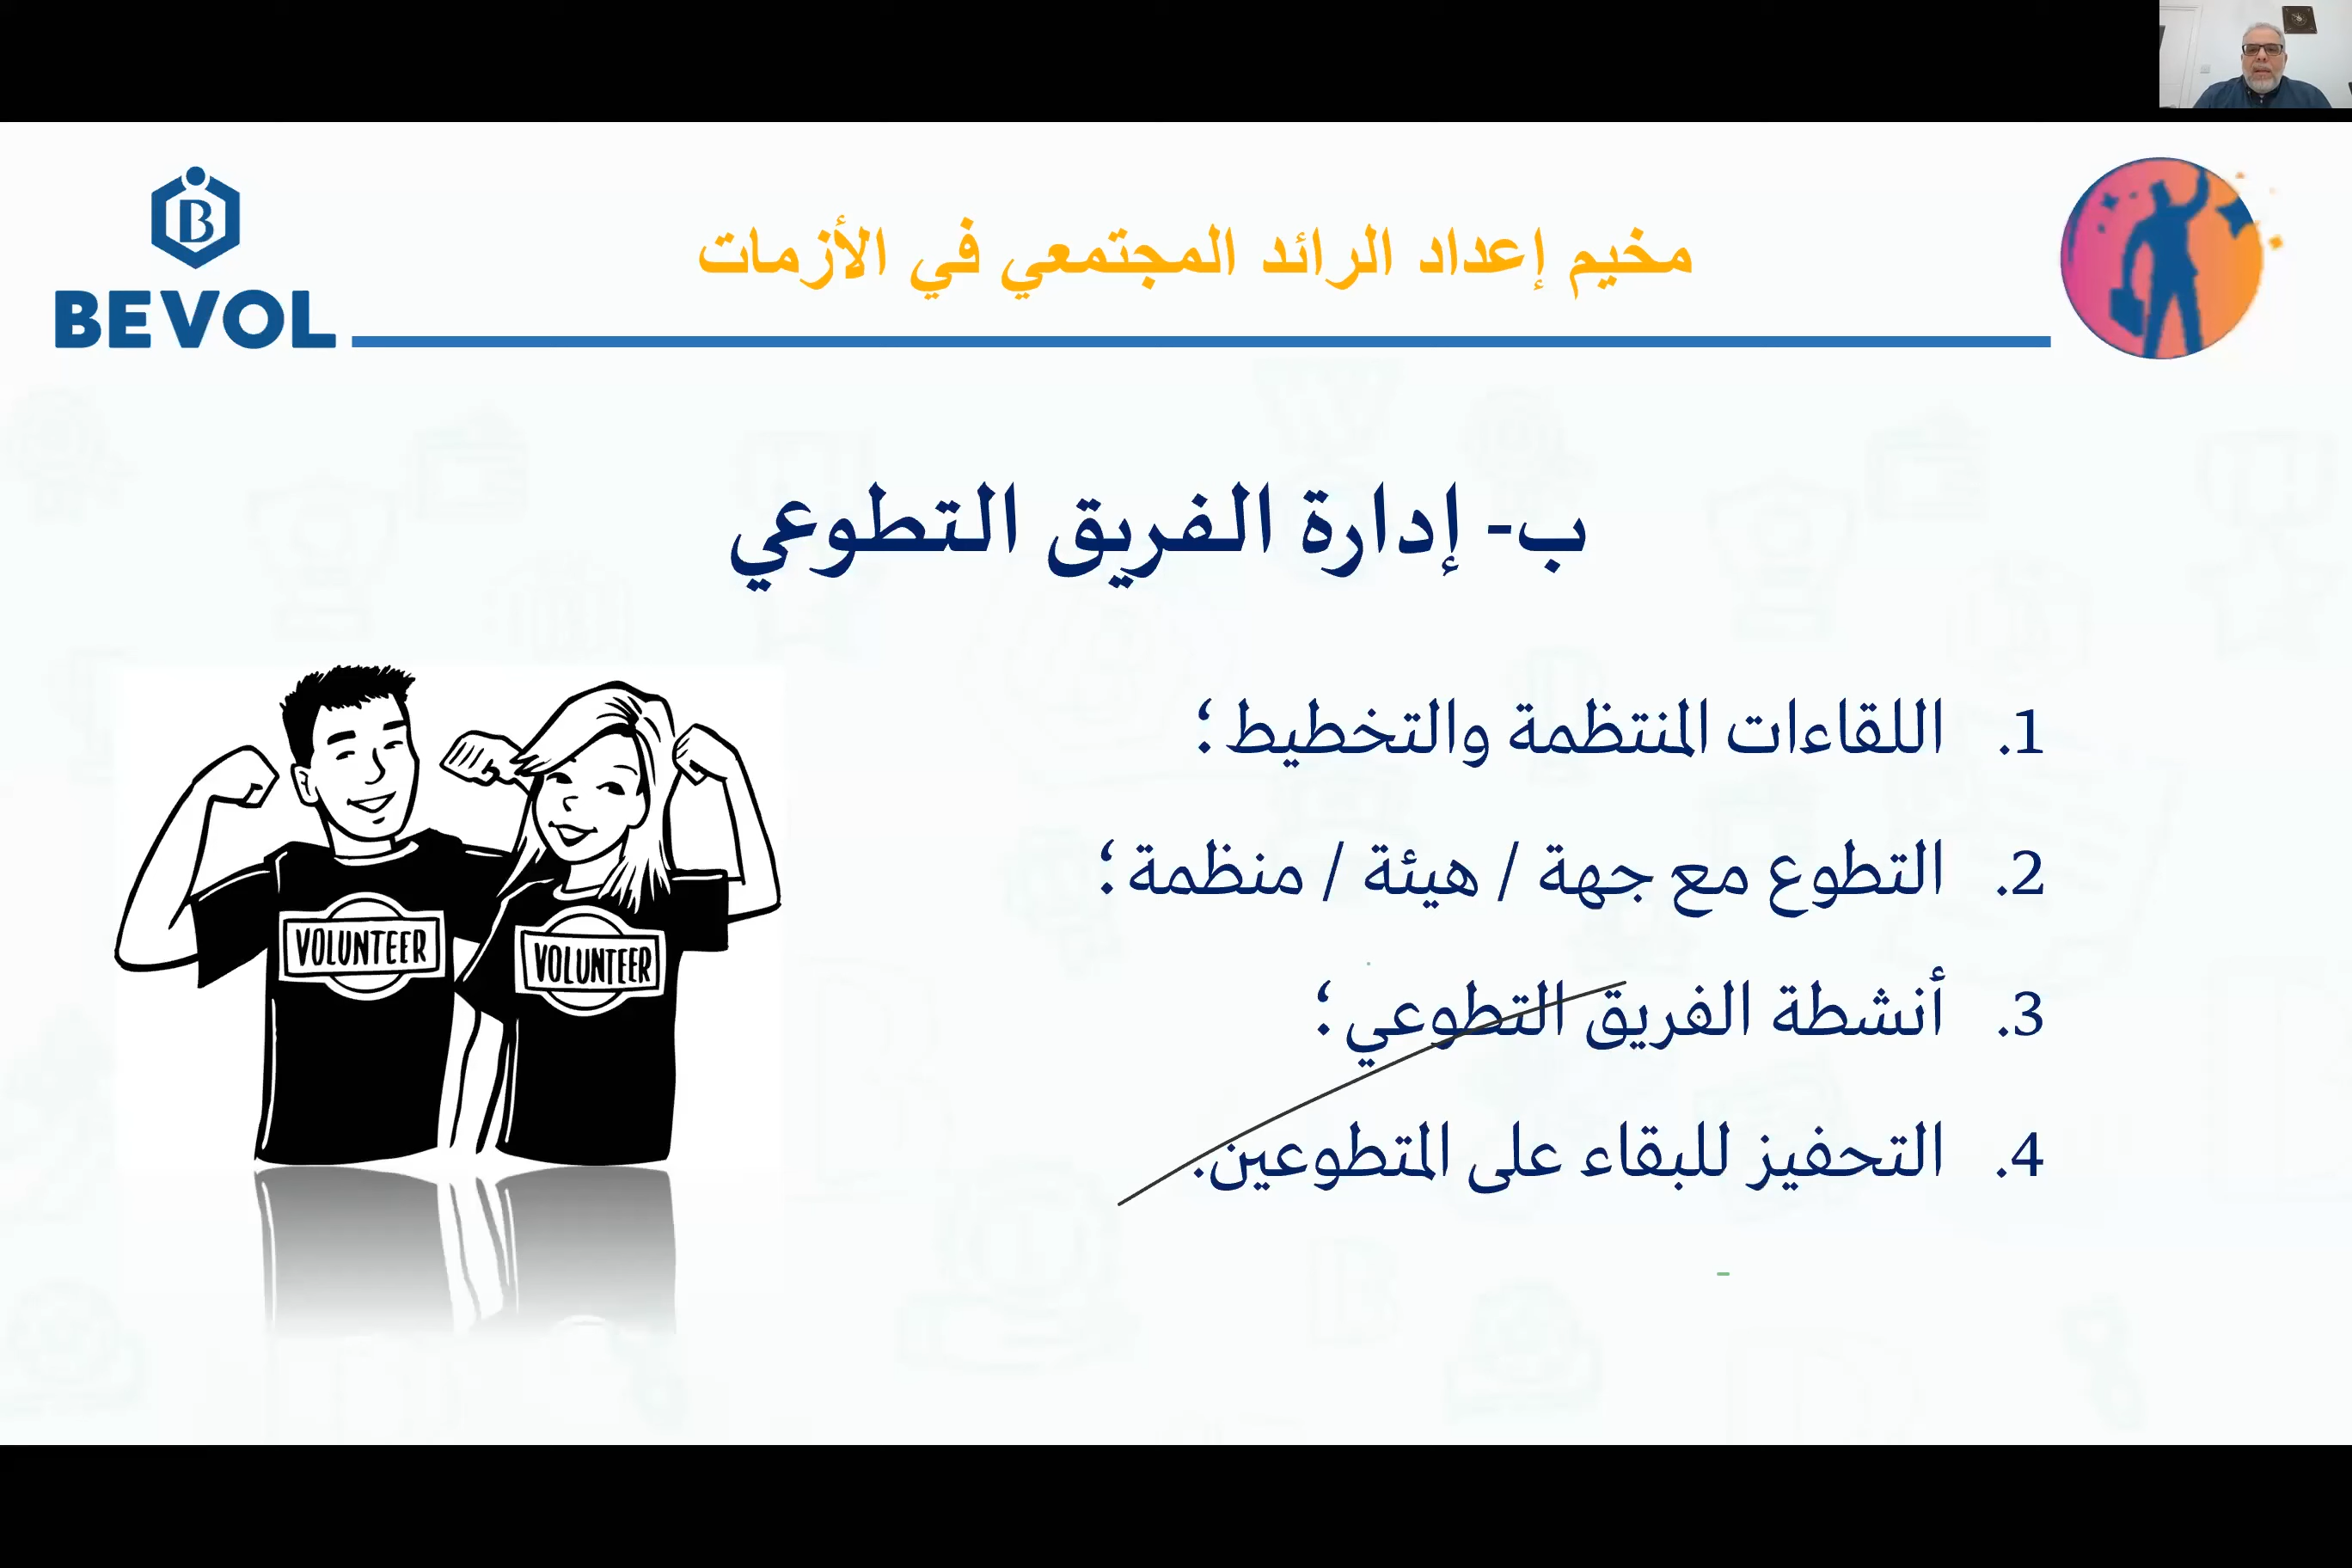 مخيم إعداد الرائد المجتمعي في الأزمات
B
BEVOL
ب- إدارة الفريق التطوعي
1. اللقاءات المنتظمة والتخطيط؛
2. التطوع مع جهة / هيئة / منظمة؛
3. أنشطة الفريق التطوعي؛
4. التحفيز للبقاء على المتطوعين.
VOLUNTEER
VOLUNTEER